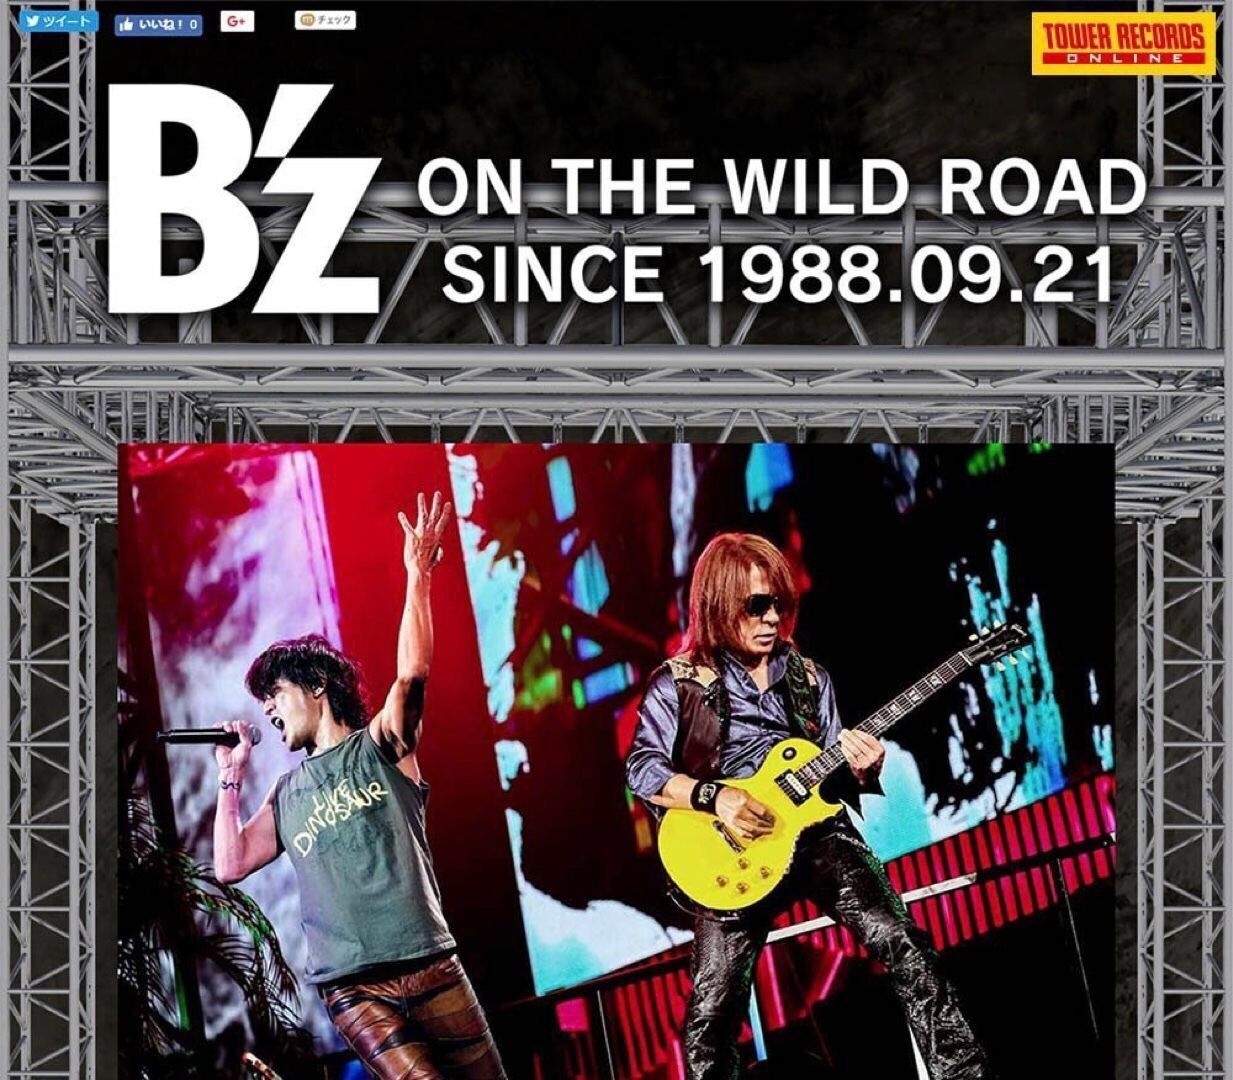 ツイート
いいね！ 0
G+
m チェック
TOWER RECORDS
ONLINE
B'z
ON THE WILD ROAD
SINCE 1988.09.21
LIVE
DINOSAUR